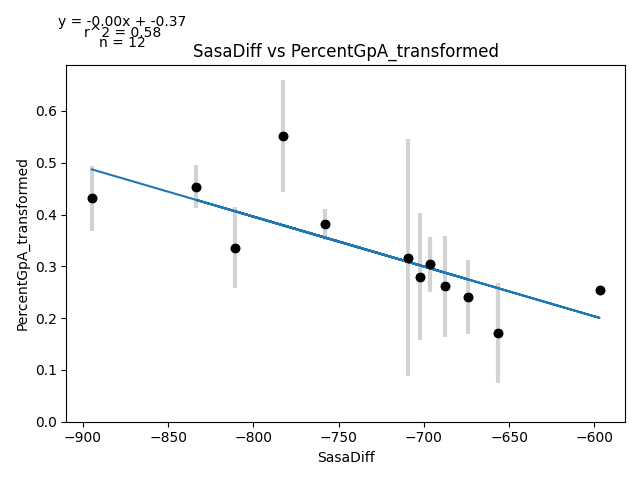 y = -0.00x + -0.37
r^2 = 0.58
n = 12
SasaDiff vs PercentGpA_transformed
PercentGpA_transformed
0.6
0.5
0.4
0.3
0.2
0.1
0.0
−900
−850
−800
−750
−700
−650
−600
SasaDiff